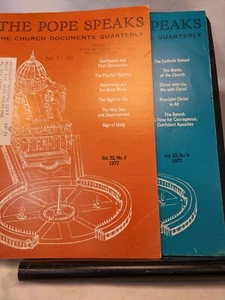 THE POPE SPEAKS
THE CHURCH DOCUMENTS QUARTERLY
Confession and
First Communion
The Priestly Ministry
Advertising and
the Mass Media
The Right to Life
The Holy See
and Disarmament
Sign of Unity
Vol. 22, No. 3
1977
PEAKS
QUARTERLY
The Catholic School
The Weeks
of the Church
Christ with Us,
We with Christ
Proclaim Christ
to All
The Synod:
Time for Courageous,
Confident Apostles
Vol. 22, No. 4
1977